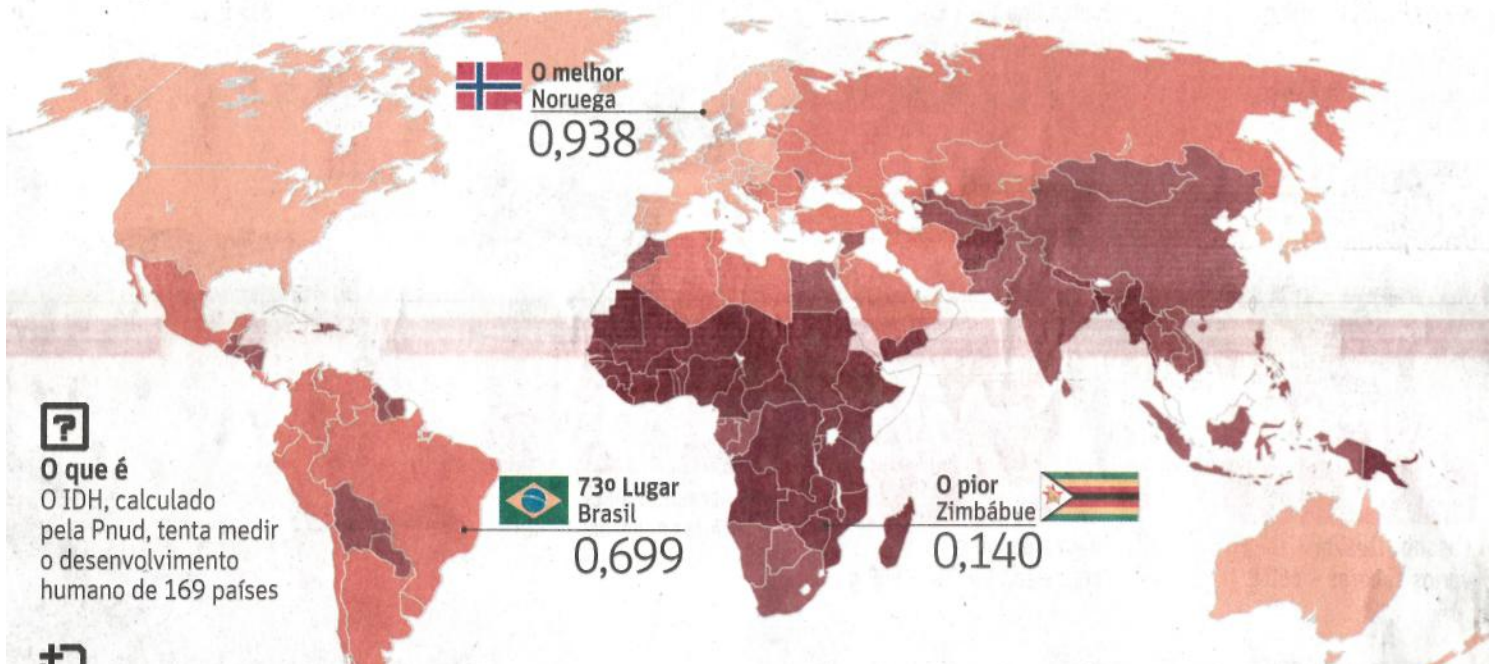 O melhor
Noruega
0,938
?
O que é
O IDH, calculado
pela Pnud, tenta medir
o desenvolvimento
humano de 169 países
73º Lugar
Brasil
0,699
O pior
Zimbábue
0,140